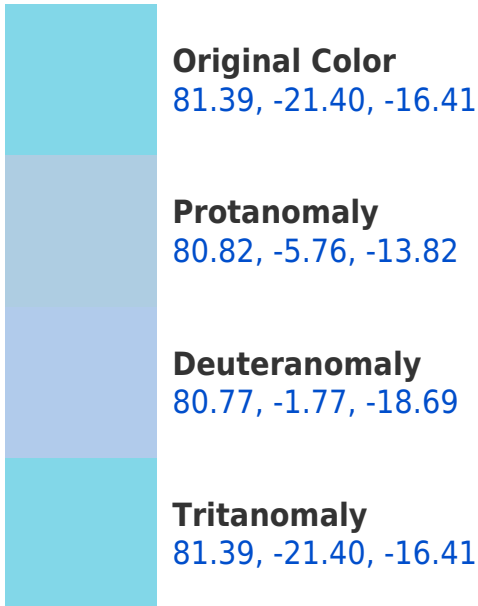 Original Color
81.39, -21.40, -16.41
Protanomaly
80.82, -5.76, -13.82
Deuteranomaly
80.77, -1.77, -18.69
Tritanomaly
81.39, -21.40, -16.41